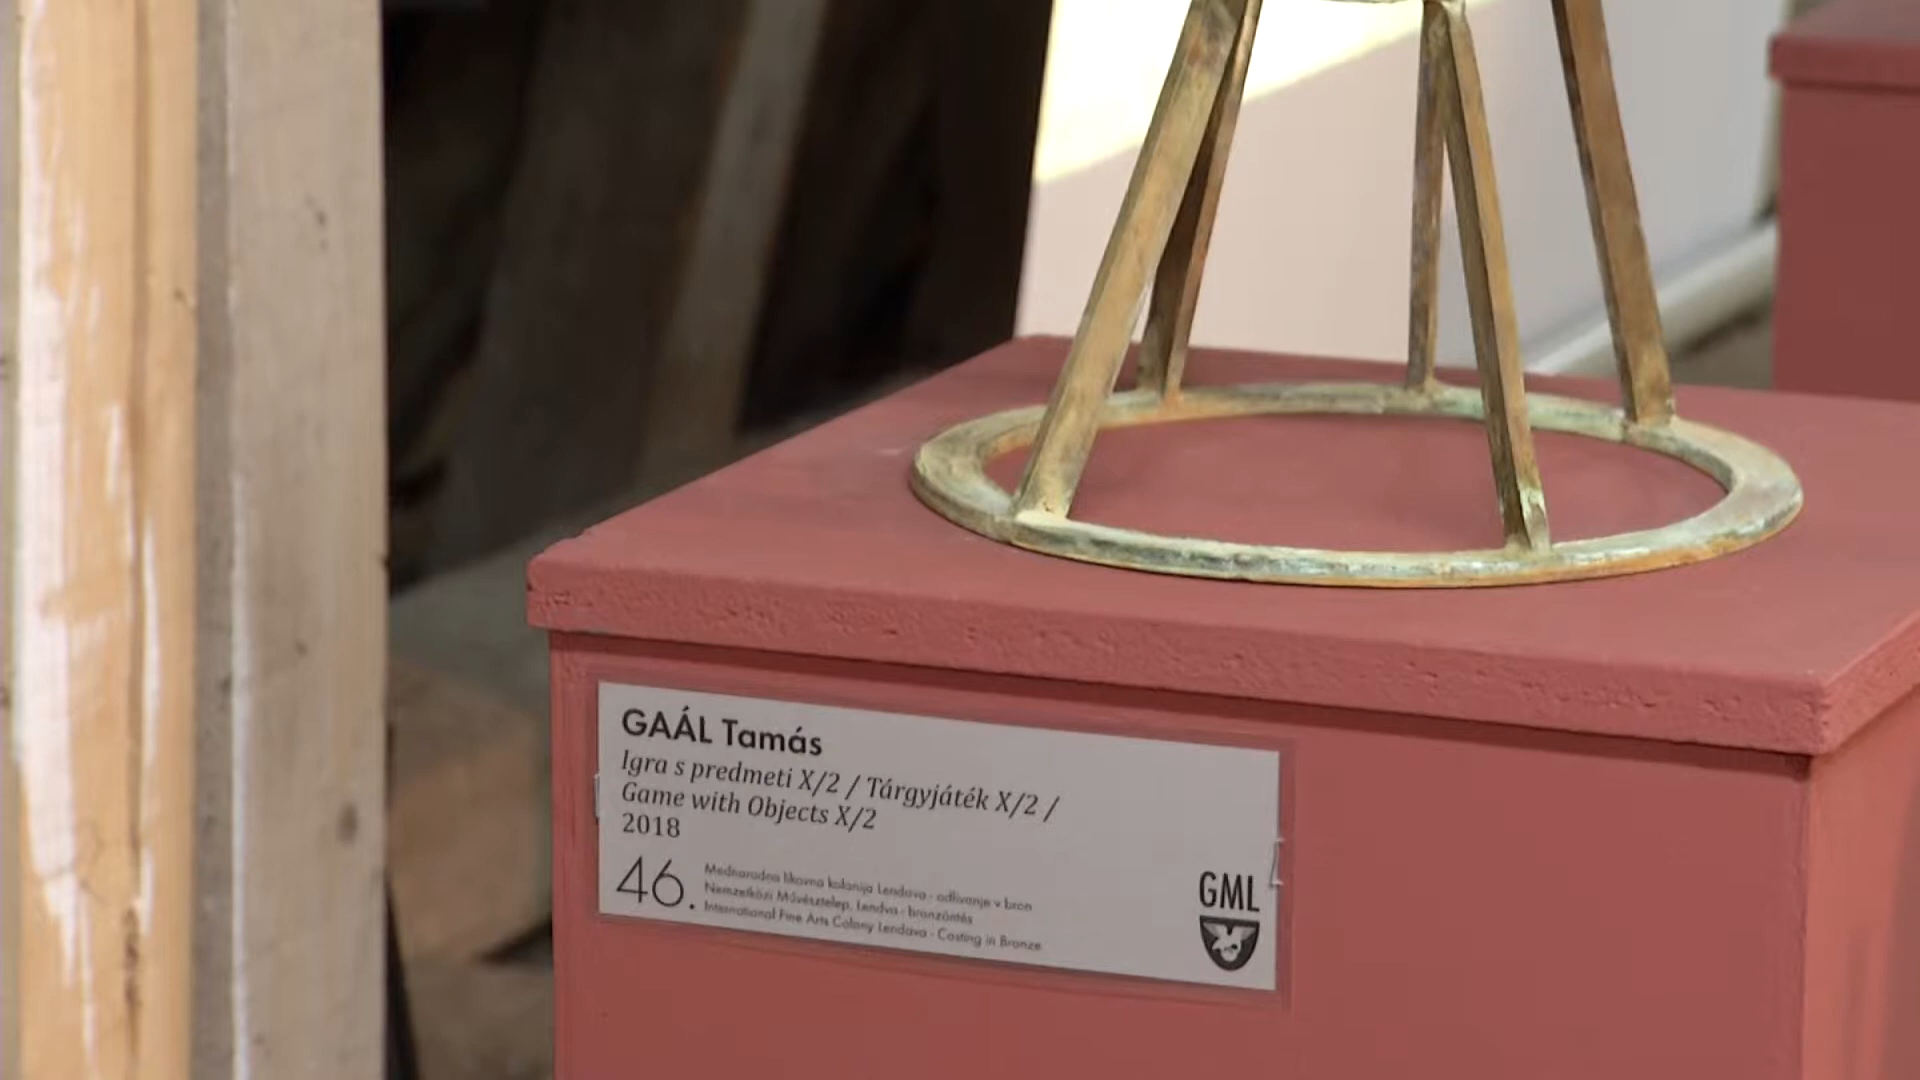 GAÁL Tamás
Igra s predmeti X/2 / Tárgyjáték X/2 /
Game with Objects X/2
2018
46.
Mednarodna likovna kolonija Lendava - odlivanje v bron
Nemzetközi Művésztelep, Lendva - bronzöntés
International Fine Arts Colony Lendava - Casting in Bronze
GML